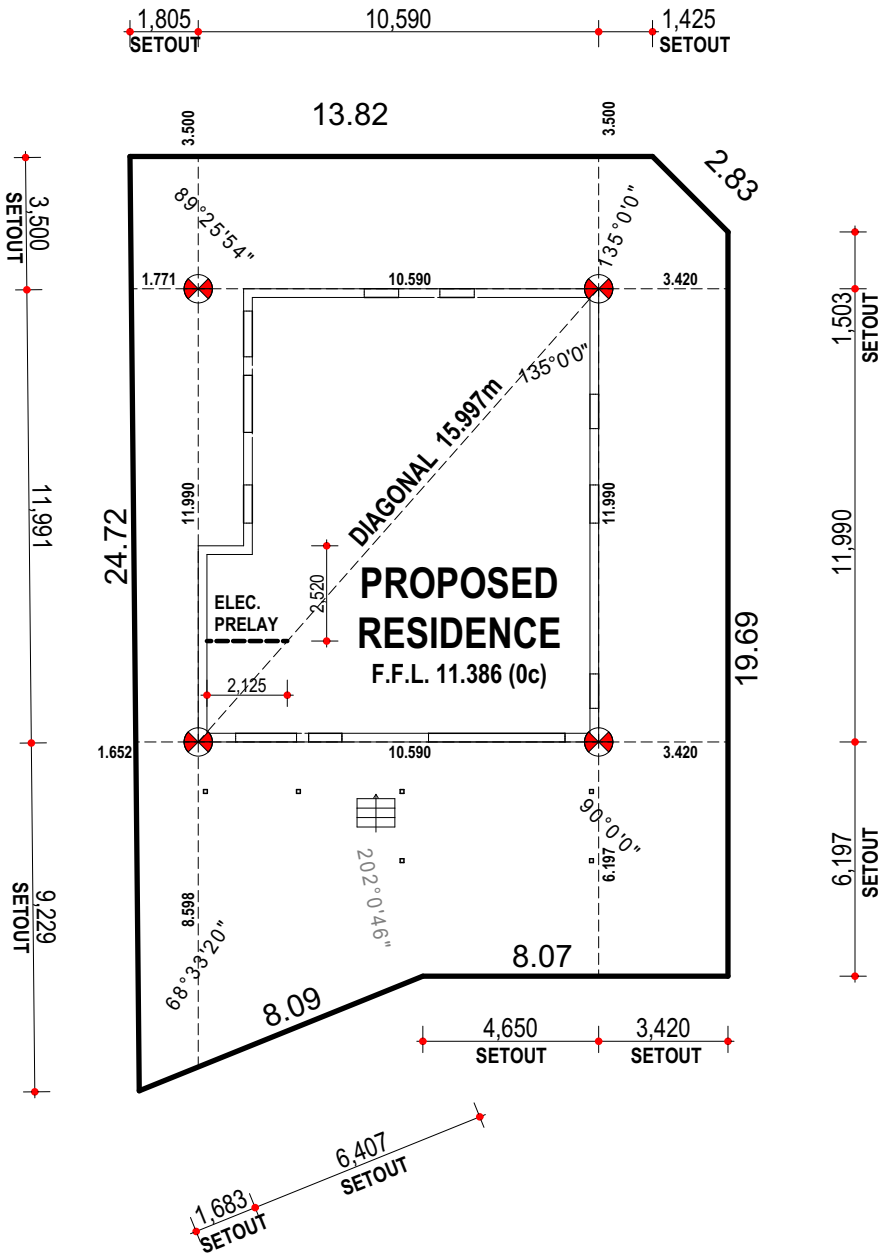 1,805
SETOUT
10,590
1,425
SETOUT
13.82
3.500
3.500
2.83
3,500
SETOUT
89°25'54"
135°0'0"
1.771
10.590
3.420
1,503
SETOUT
135°0'0"
DIAGONAL 15.997m
11,991
24.72
11.990
11.990
11,990
2,520
ELEC.
PRELAY
PROPOSED
RESIDENCE
F.F.L. 11.386 (0c)
2,125
19.69
1.652
10.590
3.420
90°0'0"
6.197
6,197
SETOUT
202°0'46"
9,229
SETOUT
8.598
68°33'20"
8.09
8.07
4,650
SETOUT
3,420
SETOUT
6,407
SETOUT
1,683
SETOUT